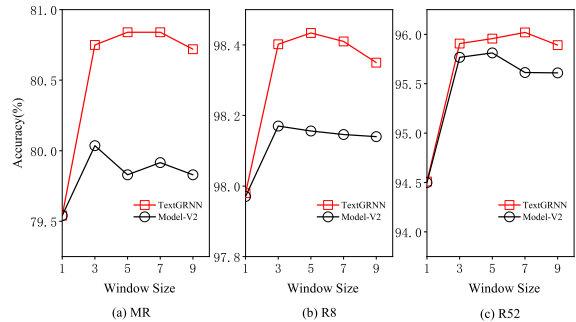 Accuracy(%)
81.0
80.5
80.0
79.5
1 3 5 7 9
Window Size
TextGRNN
Model-V2
(a) MR
98.4
98.2
98.0
97.8
1 3 5 7 9
Window Size
TextGRNN
Model-V2
(b) R8
96.0
95.5
95.0
94.5
94.0
1 3 5 7 9
Window Size
TextGRNN
Model-V2
(c) R52